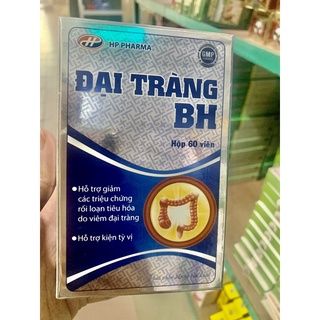 HP
HP PHARMA
GMP
ĐẠI TRÀNG
BH
Hộp 60 viên
• Hỗ trợ giảm
các triệu chứng
rối loạn tiêu hóa
do viêm đại tràng
• Hỗ trợ kiện tỳ vị